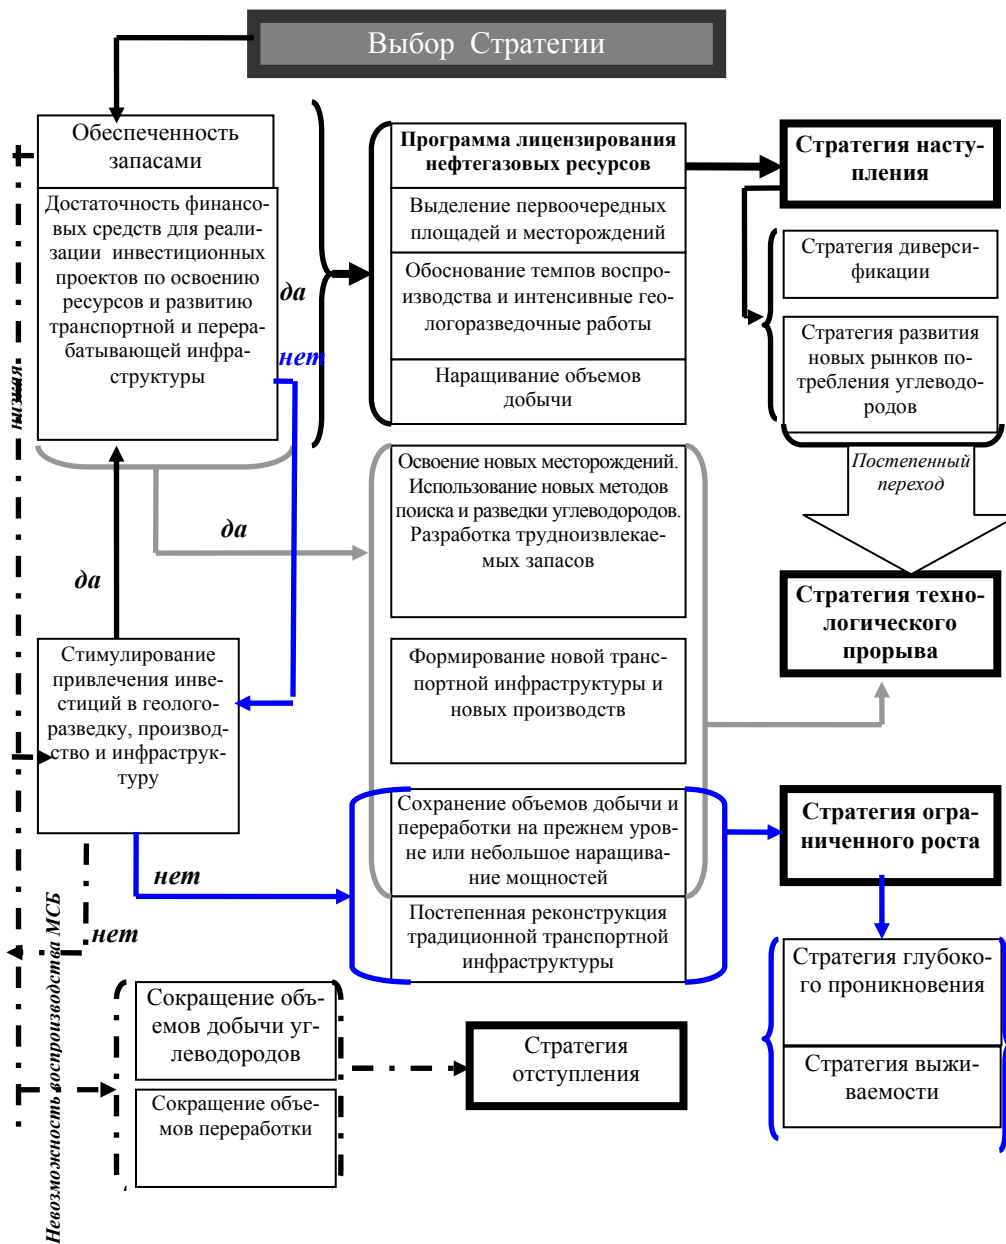 Выбор Стратегии
Обеспеченность
запасами
Достаточность финансо-
вых средств для реали-
зации инвестиционных
проектов по освоению
ресурсов и развитию
транспортной и перера-
батывающей инфра-
структуры
да
нет
низкая
Программа лицензирования
нефтегазовых ресурсов
Выделение первоочередных
площадей и месторождений
Обоснование темпов воспро-
изводства и интенсивные гео-
логоразведочные работы
Наращивание объемов
добычи
Стратегия насту-
пления
Стратегия диверси-
фикации
Стратегия развития
новых рынков по-
требления углеводо-
родов
Постепенный
переход
Освоение новых месторождений.
Использование новых методов
поиска и разведки углеводородов.
Разработка трудноизвлекае-
мых запасов
да
да
Стратегия техно-
логического
прорыва
Стимулирование
привлечения инве-
стиций в геолого-
разведку, производ-
ство и инфраструк-
туру
Формирование новой транс-
портной инфраструктуры и
новых производств
Сохранение объемов добычи и
переработки на прежнем уров-
не или небольшое наращива-
ние мощностей
Стратегия огра-
ниченного роста
нет
Постепенная реконструкция
традиционной транспортной
инфраструктуры
нет
Стратегия глубоко-
го проникновения
Стратегия выжи-
ваемости
Сокращение объ-
емов добычи уг-
леводородов
Сокращение объе-
мов переработки
Стратегия
отступления
Невозможность воспроизводства МСБ